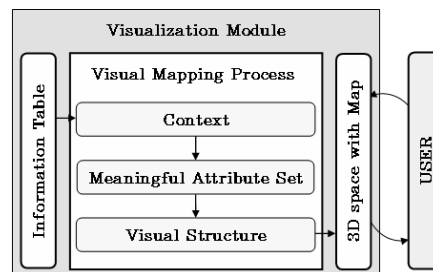 Visualization Module
Information Table
Visual Mapping Process
Context
Meaningful Attribute Set
Visual Structure
3D space with Map
USER